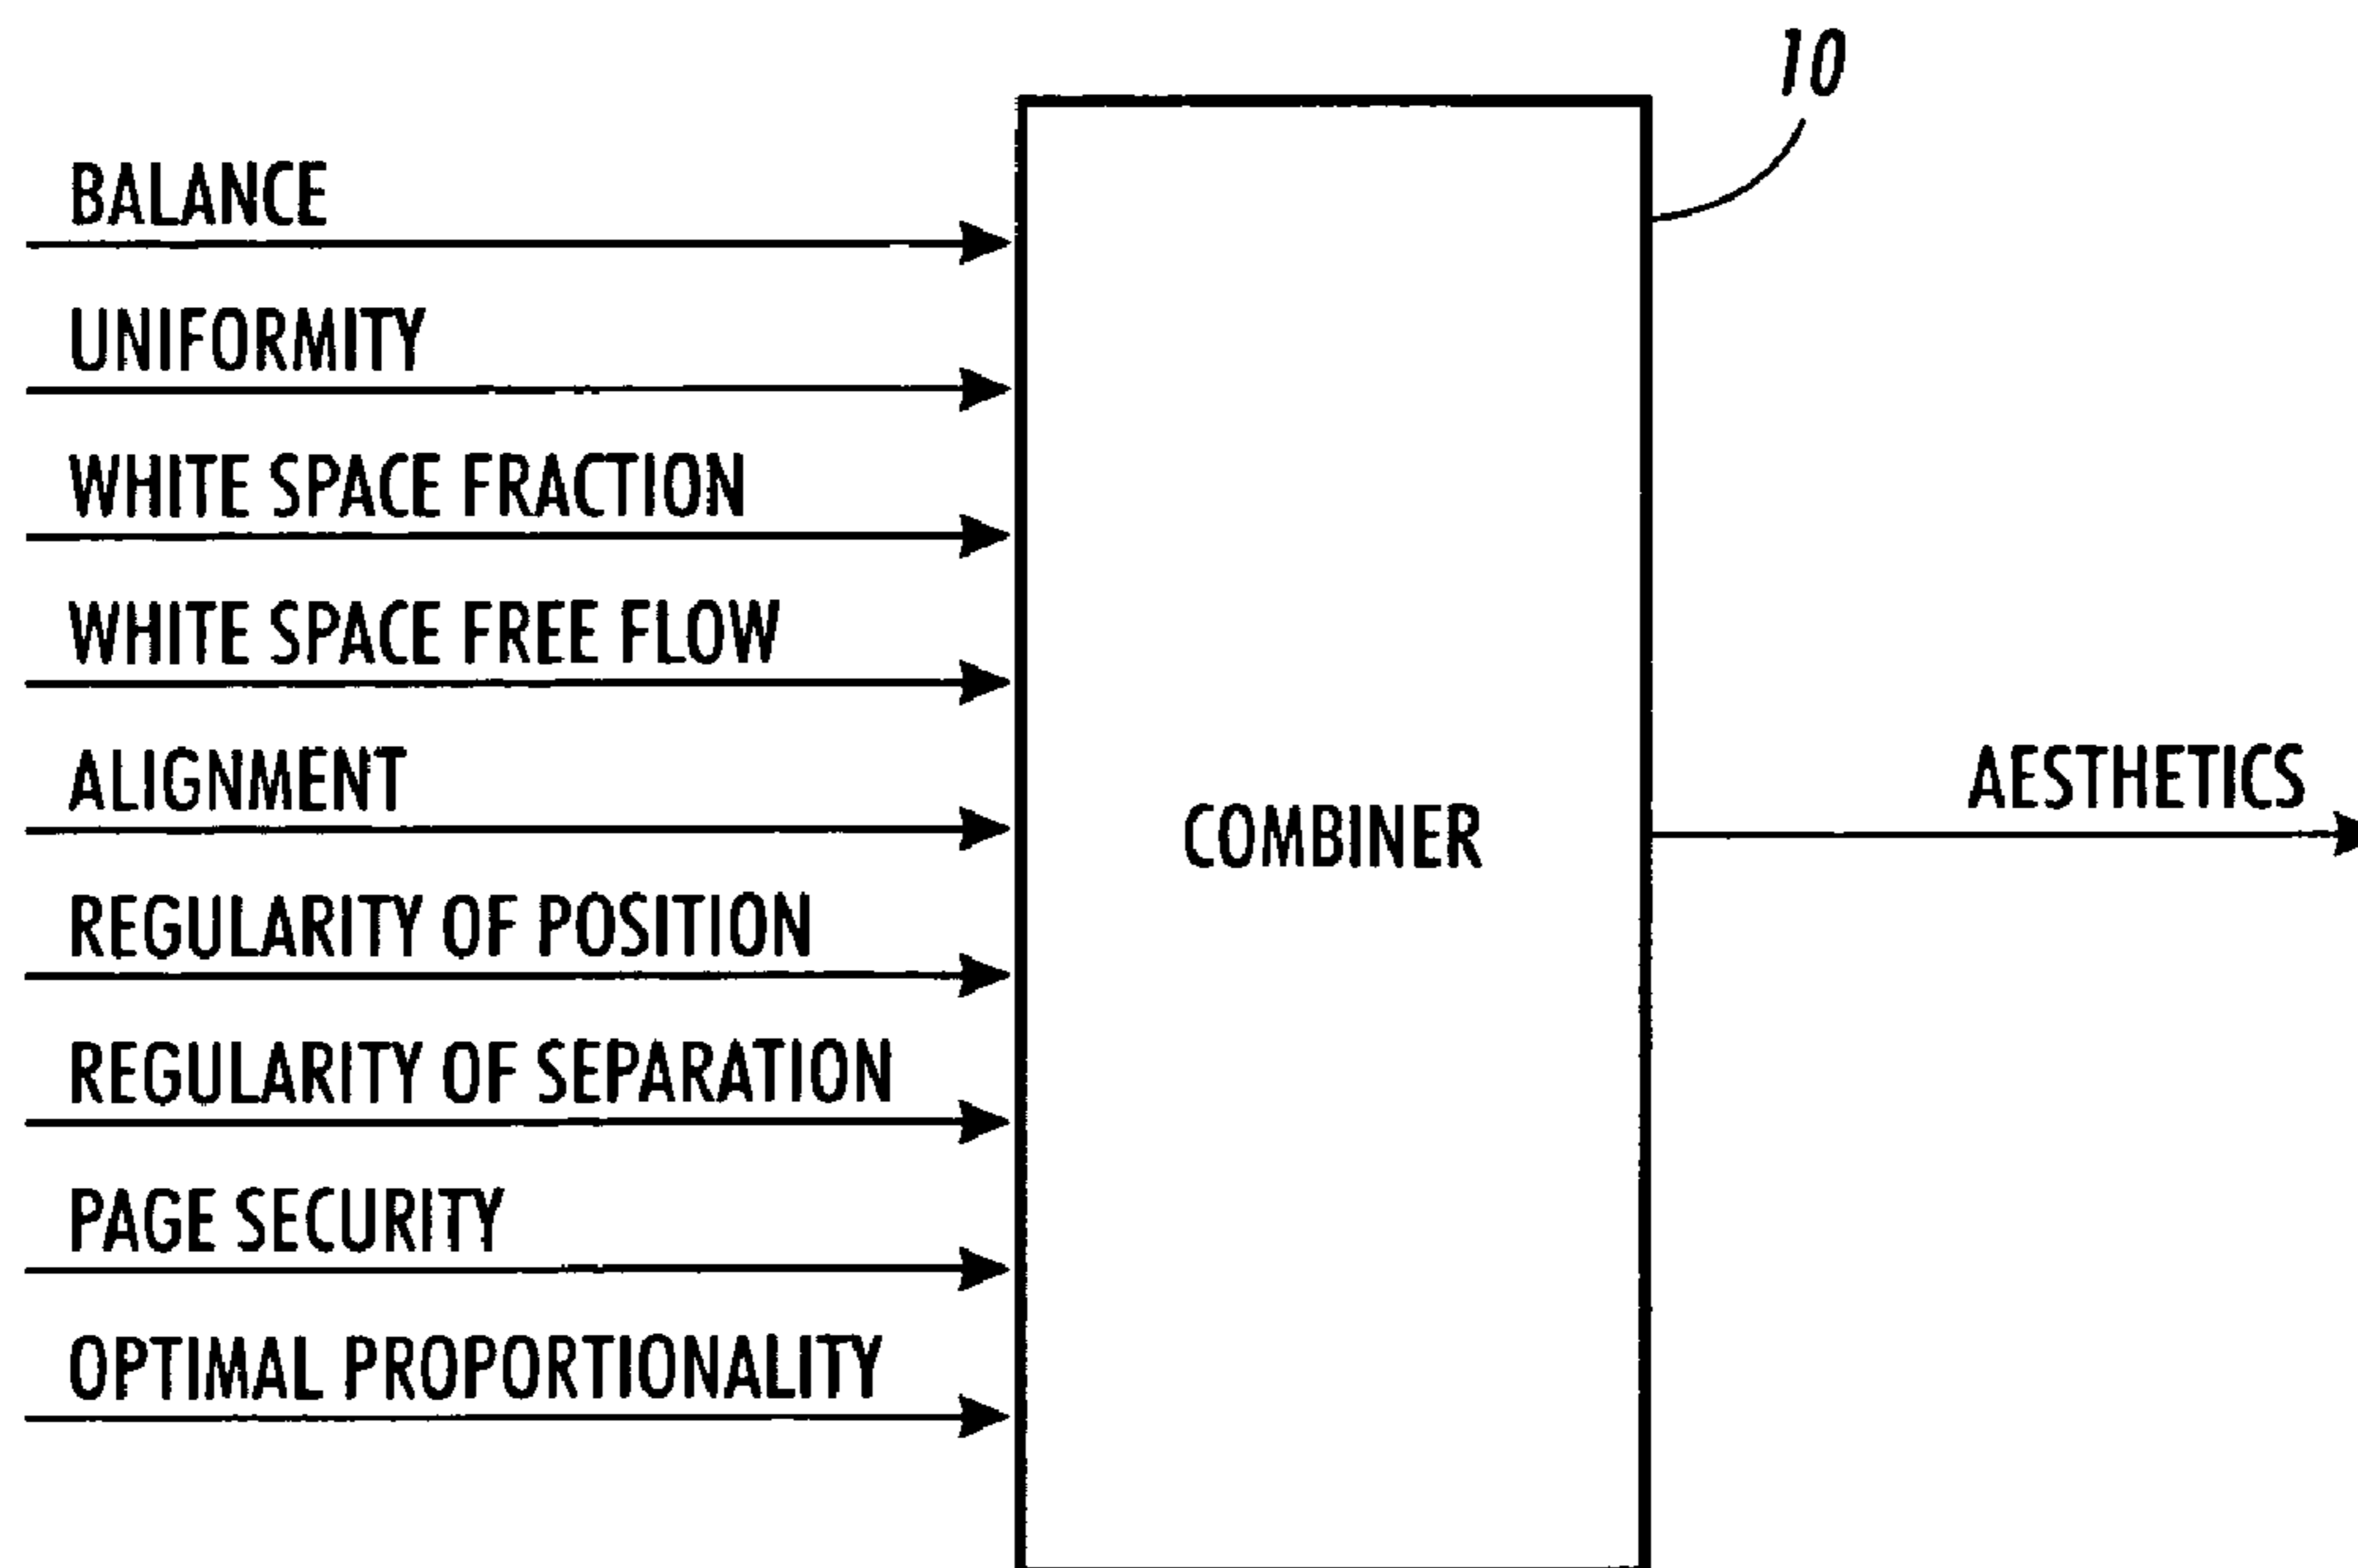 10
BALANCE
UNIFORMITY
WHITE SPACE FRACTION
WHITE SPACE FREE FLOW
ALIGNMENT
AESTHETICS
COMBINER
REGULARITY OF POSITION
REGULARITY OF SEPARATION
PAGE SECURITY
OPTIMAL PROPORTIONALITY